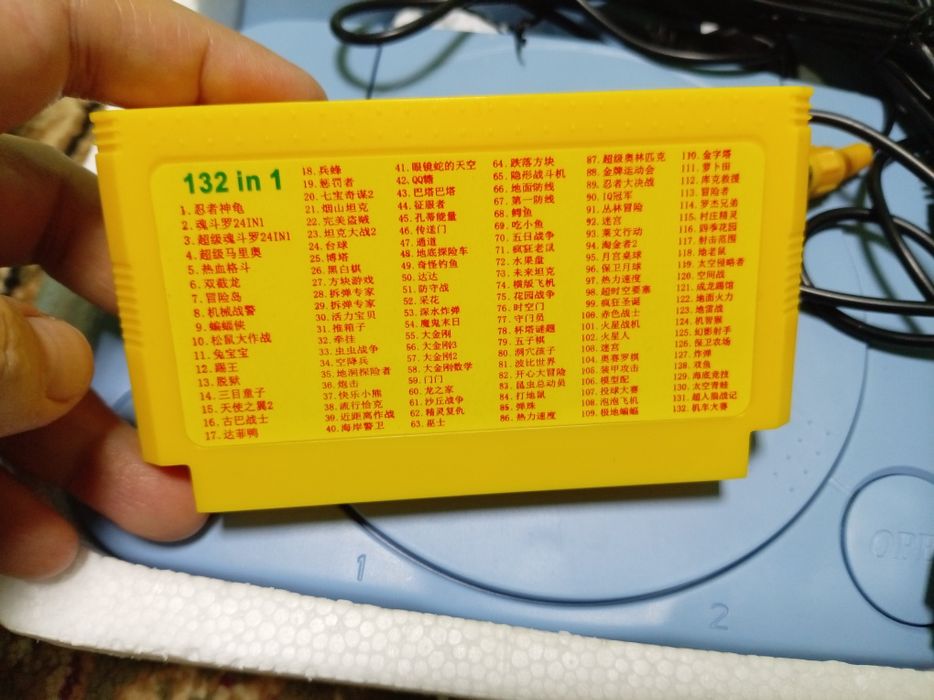 132 in 1
1.忍者神龟
2.魂斗罗24IN1
3.超级魂斗罗24IN1
4.超级马里奥
5.热血格斗
6.双截龙
7.冒险岛
8.机械战警
9.蝙蝠侠
10.松鼠大作战
11.兔宝宝
12.踢王
13.脱狱
14.三目童子
15.天使之翼2
16.古巴战士
17.达菲鸭
18.兵蜂
19.惩罚者
20.七宝奇谋2
21.烟山坦克
22.完美盗贼
23.坦克大战2
24.台球
25.博塔
26.黑白棋
27.方块游戏
28.拆弹专家
29.拆弹专家
30.活力宝贝
31.推箱子
32.牵挂
33.虫虫战争
34.空降兵
35.地洞探险者
36.炮击
37.快乐小熊
38.流行恰克
39.近距离作战
40.海岸警卫
41.眼镜蛇的天空
42.QQ糖
43.巴塔巴塔
44.征服者
45.孔蒂能量
46.传送门
47.通道
48.地底探险车
49.奇怪钓鱼
50.达达
51.防守战
52.采花
53.深水炸弹
54.魔鬼末日
55.大金刚
56.大金刚3
57.大金刚2
58.大金刚数学
59.门门
60.龙之家
61.沙丘战争
62.精灵复仇
63.巫士
64.跌落方块
65.隐形战斗机
66.地面防线
67.第一防线
68.鳄鱼
69.吃小鱼
70.五日战争
71.疯狂老鼠
72.水果盘
73.未来坦克
74.横版飞机
75.花园战争
76.时空门
77.守门员
78.杯塔谜题
79.五子棋
80.洞穴孩子
81.波比世界
82.开心大冒险
83.昆虫总动员
84.打地鼠
85.弹珠
86.热力速度
87.超级奥林匹克
88.金牌运动会
89.忍者大决战
90.IQ冠军
91.丛林冒险
92.迷宫
93.莱文行动
94.淘金者2
95.月宫桌球
96.保卫月球
97.热力速度
98.超时空要塞
99.疯狂圣诞
100.赤色战士
101.火星战机
102.火星人
103.迷宫
104.奥赛罗棋
105.装甲攻击
106.模型配
107.投球大赛
108.泡泡飞机
109.极地蝙蝠
110.金字塔
111.萝卜田
112.库克救援
113.冒险者
114.罗杰兄弟
115.村庄精灵
116.四季花园
117.射击范围
118.地老鼠
119.太空侵略者
120.空间战
121.成龙踢馆
122.地面火力
123.地雷战
124.机智猴
125.幻影射手
126.保卫农场
127.炸弹
128.双鱼
129.海底竞技
130.太空青蛙
131.超人猫战记
132.机车大赛
1
2